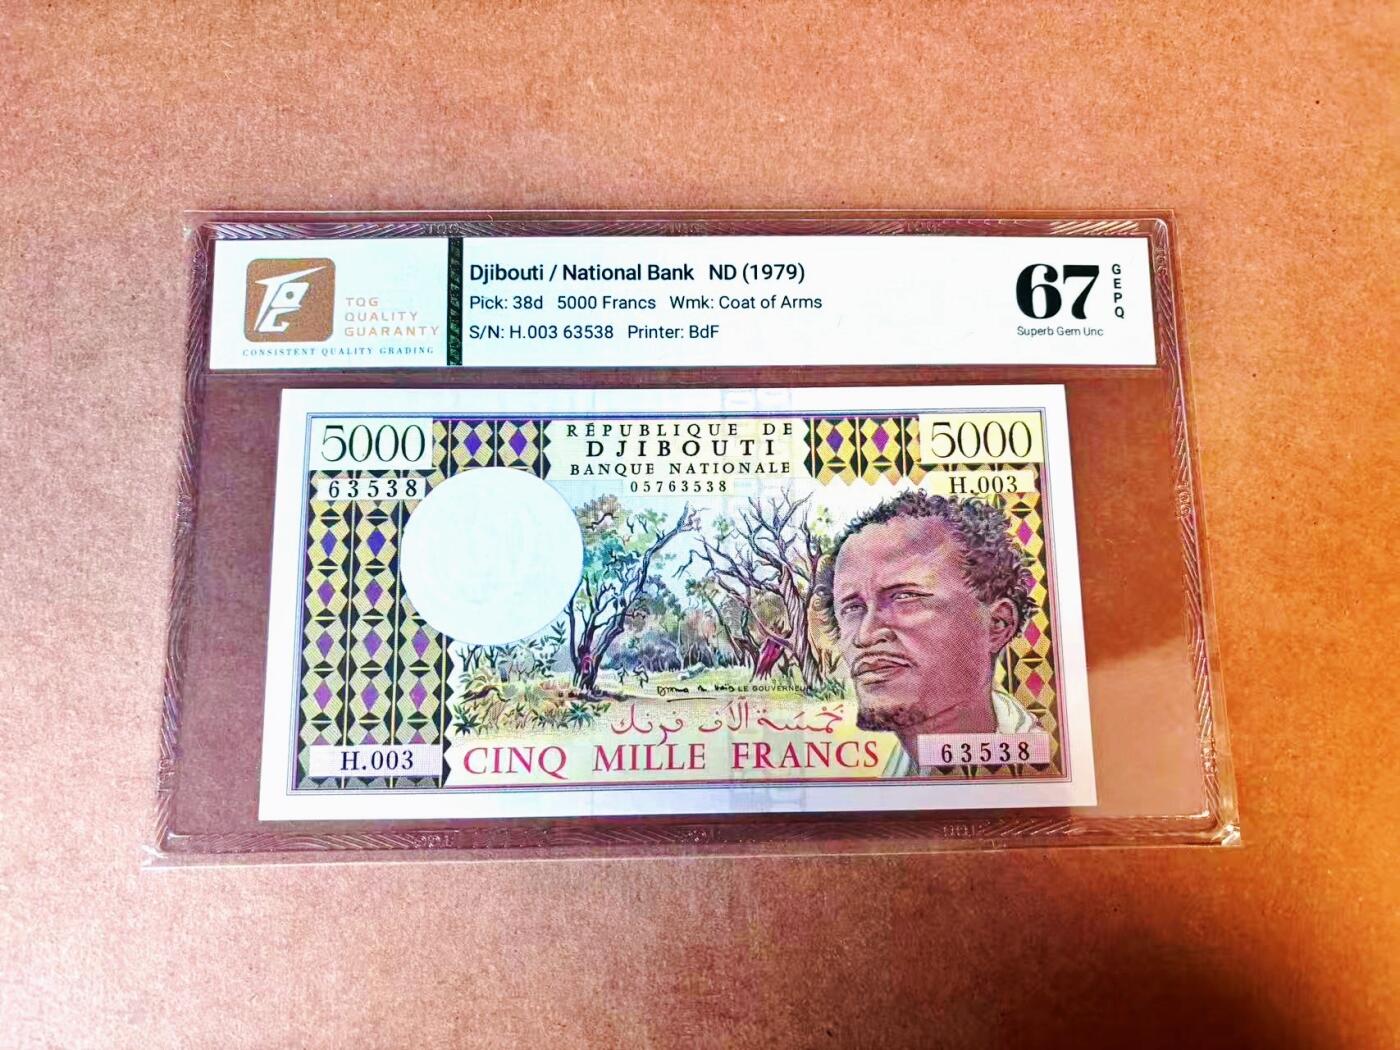 TQG
QUALITY
GUARANTY
CONSISTENT QUALITY GRADING
Djibouti / National Bank ND (1979)
Pick: 38d 5000 Francs Wmk: Coat of Arms
S/N: H.003 63538 Printer: BdF
67
GEPQ
Superb Gem Unc
5000
RÉPUBLIQUE DE
DJIBOUTI
BANQUE NATIONALE
05763538
5000
63538
H.003
LE GOUVERNEUR
خمسة آلاف فرنك
CINQ MILLE FRANCS
H.003
63538